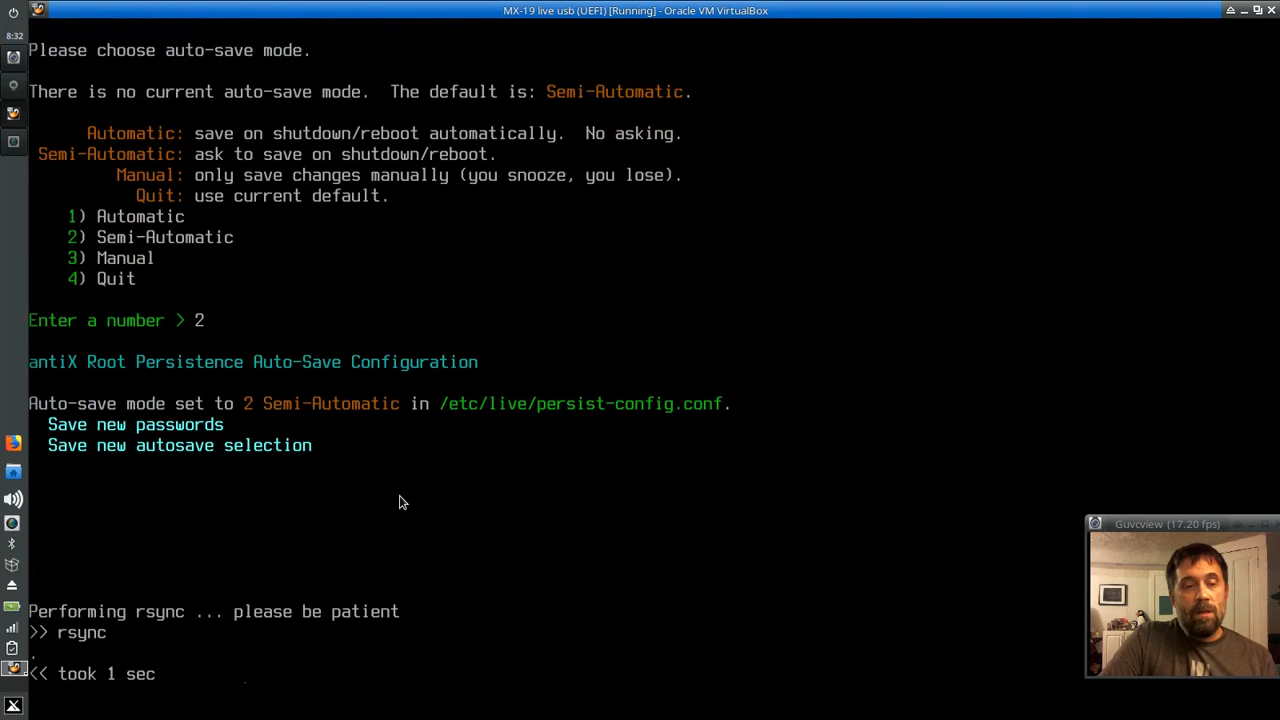 MX-19 live usb (UEFI) [Running] - Oracle VM VirtualBox
8:32
Please choose auto-save mode.
There is no current auto-save mode.  The default is: Semi-Automatic.
Automatic: save on shutdown/reboot automatically.  No asking.
Semi-Automatic: ask to save on shutdown/reboot.
Manual: only save changes manually (you snooze, you lose).
Quit: use current default.
1) Automatic
2) Semi-Automatic
3) Manual
4) Quit
Enter a number > 2
antiX Root Persistence Auto-Save Configuration
Auto-save mode set to 2 Semi-Automatic in /etc/live/persist-config.conf.
Save new passwords
Save new autosave selection
Guvcview (17.20 fps)
Performing rsync ... please be patient
>> rsync
.
<< took 1 sec